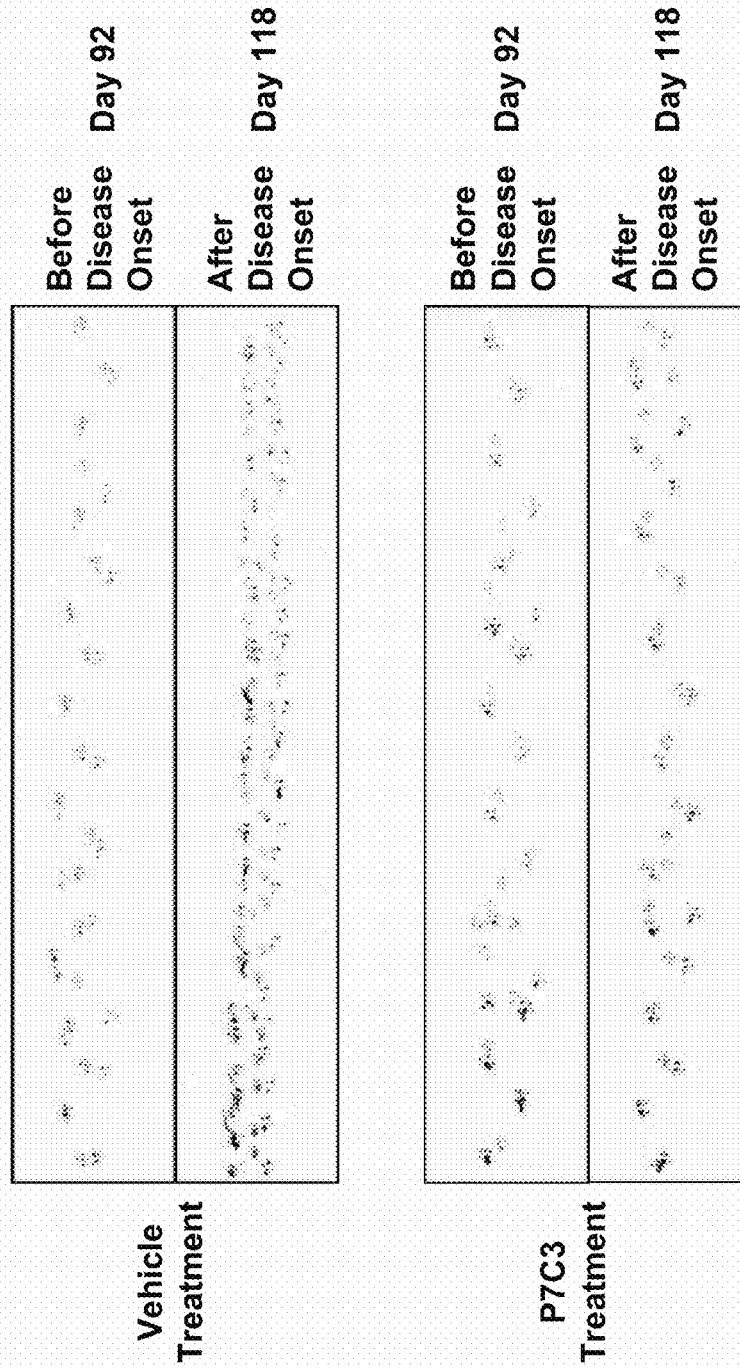 Vehicle
Treatment
Before
Disease Day 92
Onset
After
Disease Day 118
Onset
P7C3
Treatment
Before
Disease Day 92
Onset
After
Disease Day 118
Onset